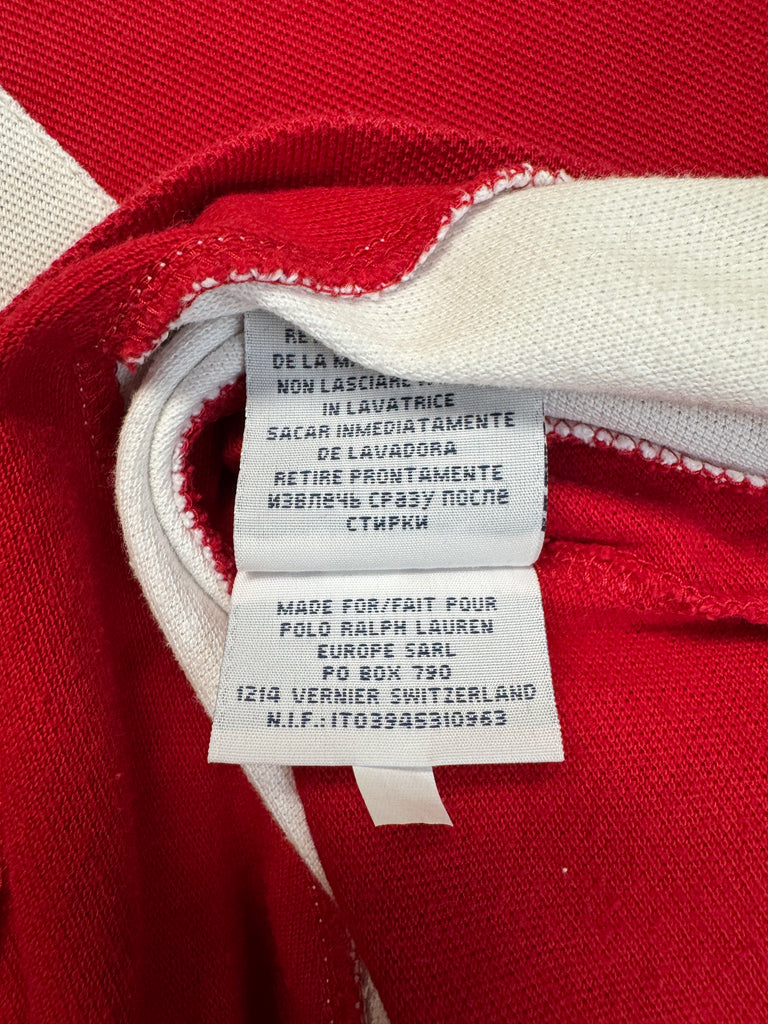 DE LA
NON LASCIARE
IN LAVATRICE
SACAR INMEDIATAMENTE
DE LAVADORA
RETIRE PRONTAMENTE
ИЗВЛЕЧЬ СРАЗУ ПОСЛЕ
СТИРКИ
MADE FOR/FAIT POUR
POLO RALPH LAUREN
EUROPE SARL
PO BOX 790
1214 VERNIER SWITZERLAND
N.I.F.:IT03945310963